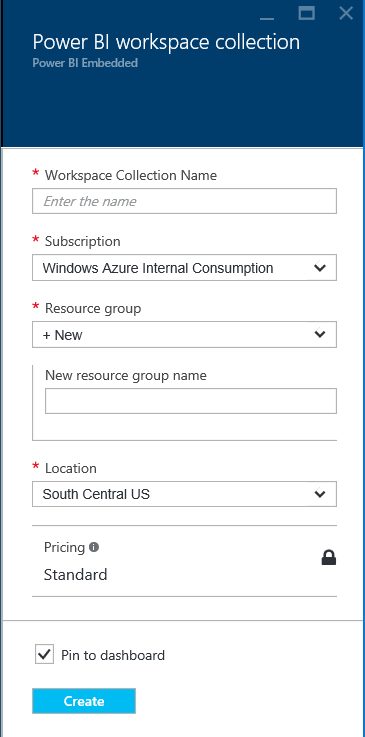 Power BI workspace collection
Power BI Embedded
* Workspace Collection Name
Enter the name
* Subscription
Windows Azure Internal Consumption
* Resource group
+ New
New resource group name
* Location
South Central US
Pricing
Standard
Pin to dashboard
Create